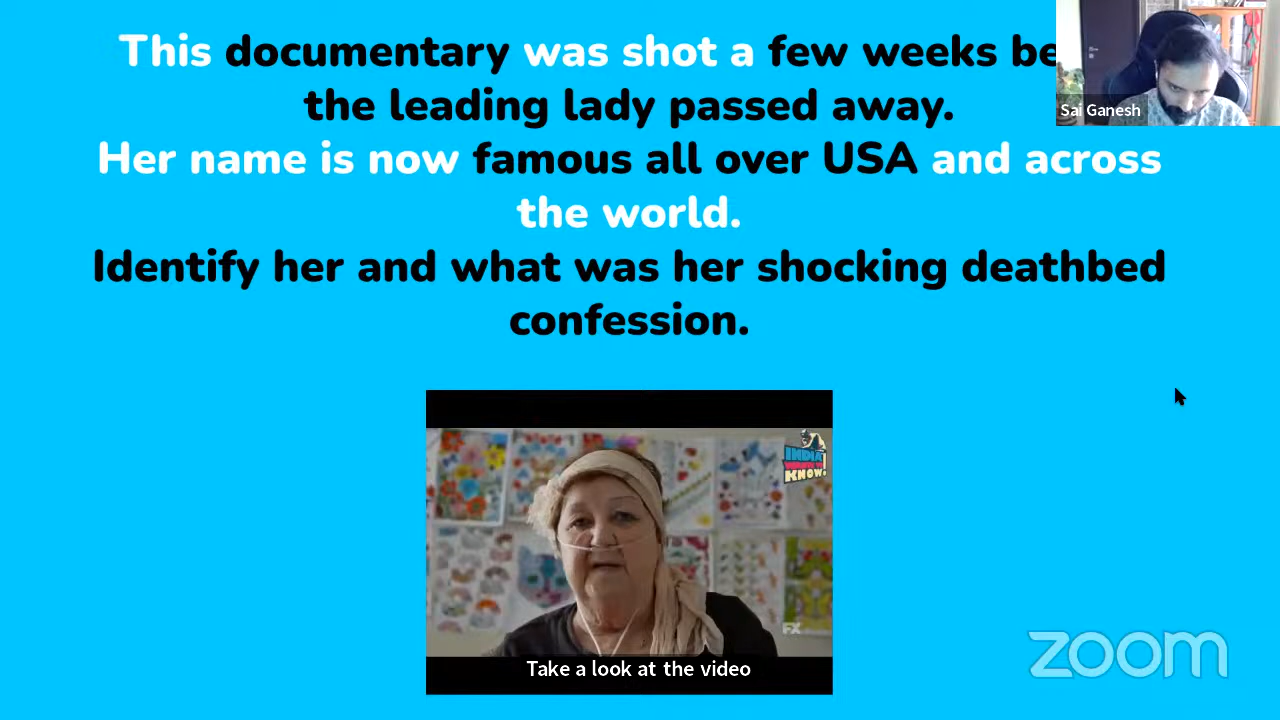 This documentary was shot a few weeks be
the leading lady passed away.
Her name is now famous all over USA and across
the world.
Identify her and what was her shocking deathbed
confession.
Sai Ganesh
INDIA
KNOW!
FX
Take a look at the video
zoom